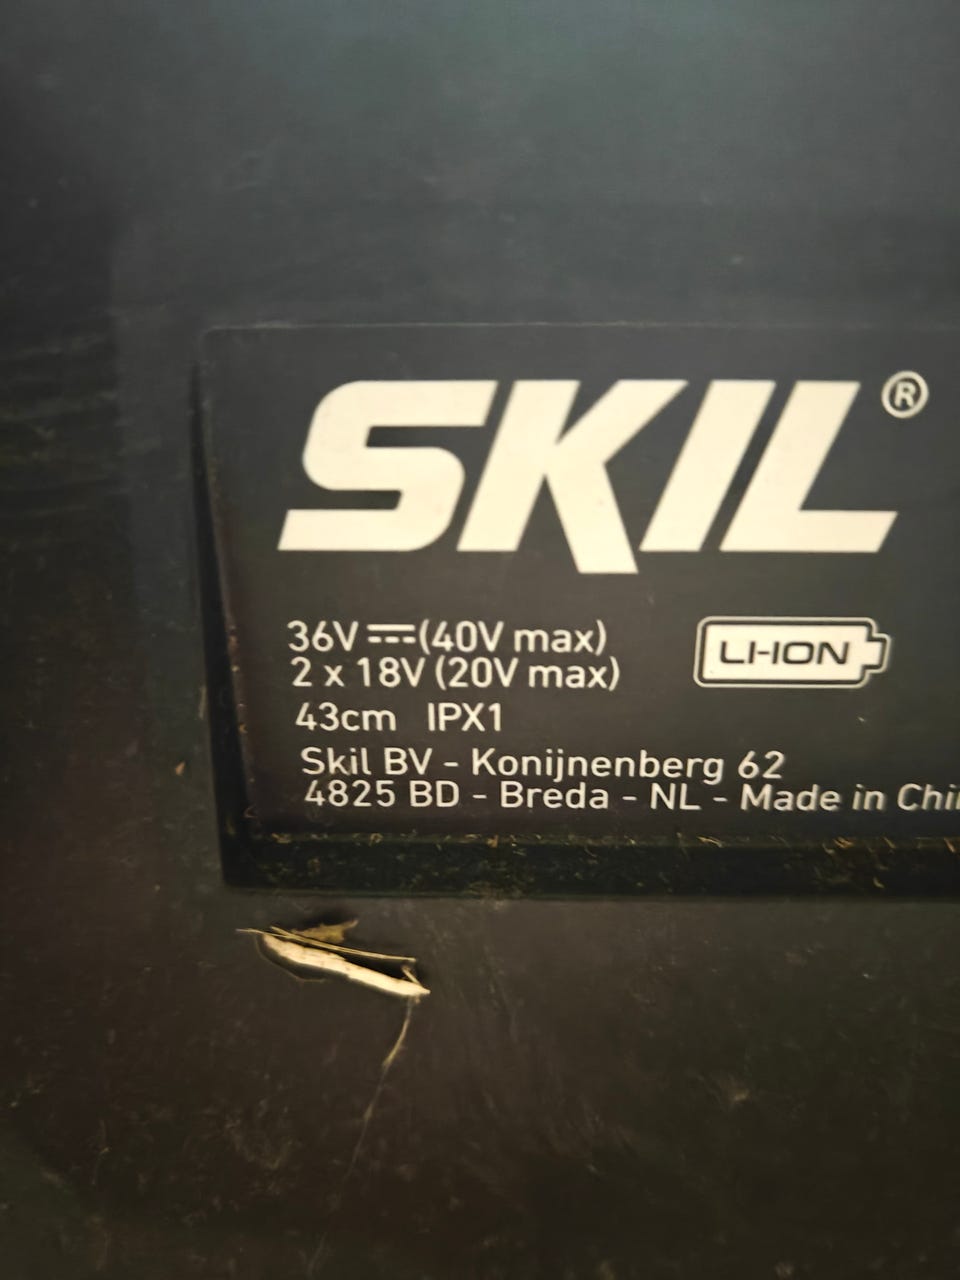 SKIL®
36V (40V max)
2 x 18V (20V max)
LI-ION
43cm IPX1
Skil BV - Konijnenberg 62
4825 BD - Breda - NL - Made in